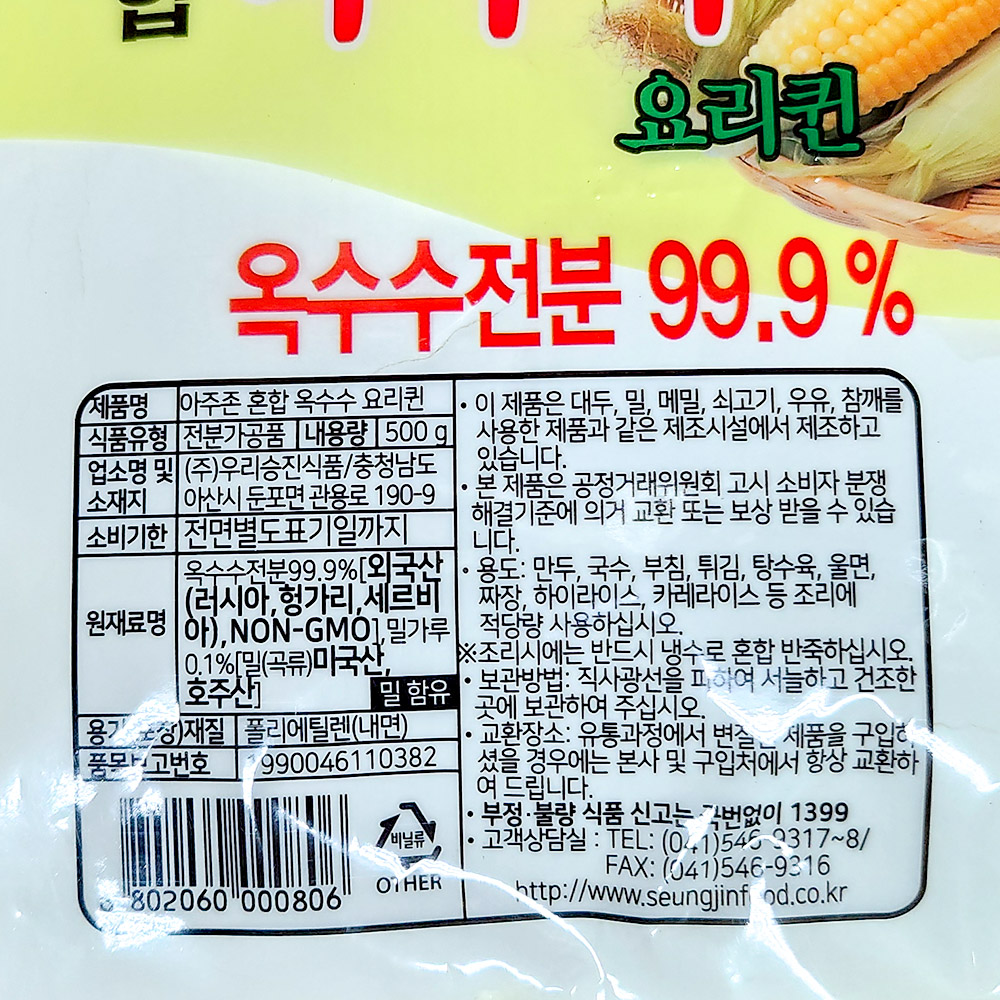 합
요리퀸
옥수수전분 99.9%
제품명 아주존 혼합 옥수수 요리퀸
식품유형 전분가공품 내용량 500 g
업소명 및 소재지 (주)우리승진식품/충청남도
아산시 둔포면 관용로 190-9
소비기한 전면별도표기일까지
원재료명 옥수수전분99.9%[외국산
(러시아,헝가리,세르비
아),NON-GMO],밀가루
0.1%[밀(곡류)미국산,
호주산]
밀 함유
용기(포장)재질 폴리에틸렌(내면)
품목보고번호 1990046110382
802060 000806
비닐류
OTHER
· 이 제품은 대두, 밀, 메밀, 쇠고기, 우유, 참깨를
사용한 제품과 같은 제조시설에서 제조하고
있습니다.
· 본 제품은 공정거래위원회 고시 소비자 분쟁
해결기준에 의거 교환 또는 보상 받을 수 있습
니다.
· 용도: 만두, 국수, 부침, 튀김, 탕수육, 울면,
짜장, 하이라이스, 카레라이스 등 조리에
적당량 사용하십시오.
※조리시에는 반드시 냉수로 혼합 반죽하십시오.
· 보관방법: 직사광선을 피하여 서늘하고 건조한
곳에 보관하여 주십시오.
· 교환장소: 유통과정에서 변질된 제품을 구입하
셨을 경우에는 본사 및 구입처에서 항상 교환하
여 드립니다.
· 부정·불량 식품 신고는 국번없이 1399
· 고객상담실 : TEL: (041)546-9317~8/
FAX: (041)546-9316
http://www.seungjinfood.co.kr